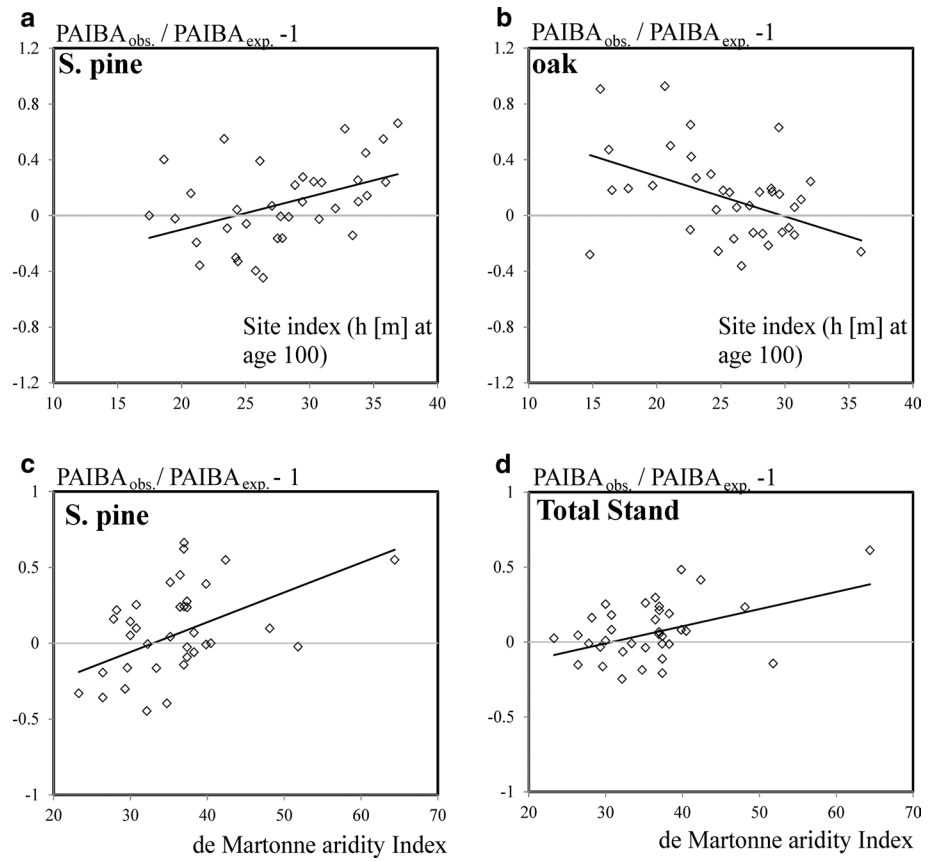 a
PAIBA obs. / PAIBA exp. -1
S. pine
1.2
0.8
0.4
0
-0.4
-0.8
-1.2
Site index (h [m] at
age 100)
10 15 20 25 30 35 40
b
PAIBA obs. / PAIBA exp. -1
oak
1.2
0.8
0.4
0
-0.4
-0.8
-1.2
Site index (h [m] at
age 100)
10 15 20 25 30 35 40
c
PAIBA obs. / PAIBA exp. - 1
S. pine
1
0.5
0
-0.5
-1
20 30 40 50 60 70
de Martonne aridity Index
d
PAIBA obs. / PAIBA exp. -1
Total Stand
1
0.5
0
-0.5
-1
20 30 40 50 60 70
de Martonne aridity Index